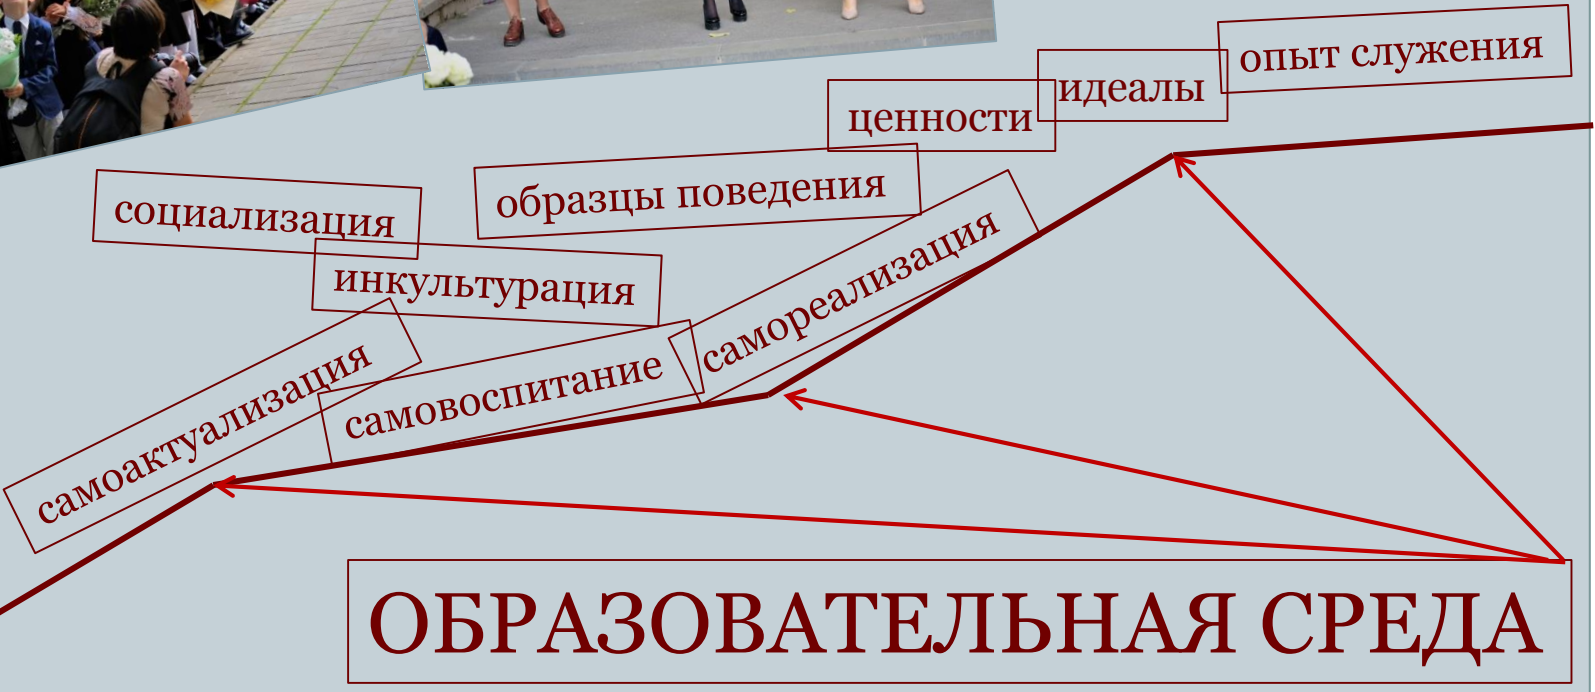 опыт служения
идеалы
ценности
образцы поведения
социализация
инкультурация
самореализация
самовоспитание
самоактуализация
ОБРАЗОВАТЕЛЬНАЯ СРЕДА